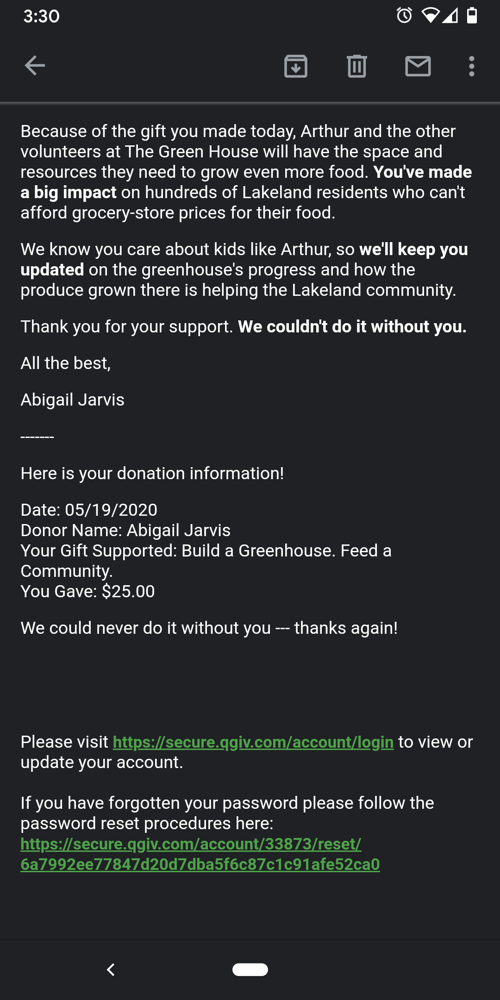 3:30
Because of the gift you made today, Arthur and the other
volunteers at The Green House will have the space and
resources they need to grow even more food. You've made
a big impact on hundreds of Lakeland residents who can't
afford grocery-store prices for their food.
We know you care about kids like Arthur, so we'll keep you
updated on the greenhouse's progress and how the
produce grown there is helping the Lakeland community.
Thank you for your support. We couldn't do it without you.
All the best,
Abigail Jarvis
-------
Here is your donation information!
Date: 05/19/2020
Donor Name: Abigail Jarvis
Your Gift Supported: Build a Greenhouse. Feed a
Community.
You Gave: $25.00
We could never do it without you --- thanks again!
Please visit https://secure.qgiv.com/account/login to view or
update your account.
If you have forgotten your password please follow the
password reset procedures here:
https://secure.qgiv.com/account/33873/reset/
6a7992ee77847d20d7dba5f6c87c1c91afe52ca0